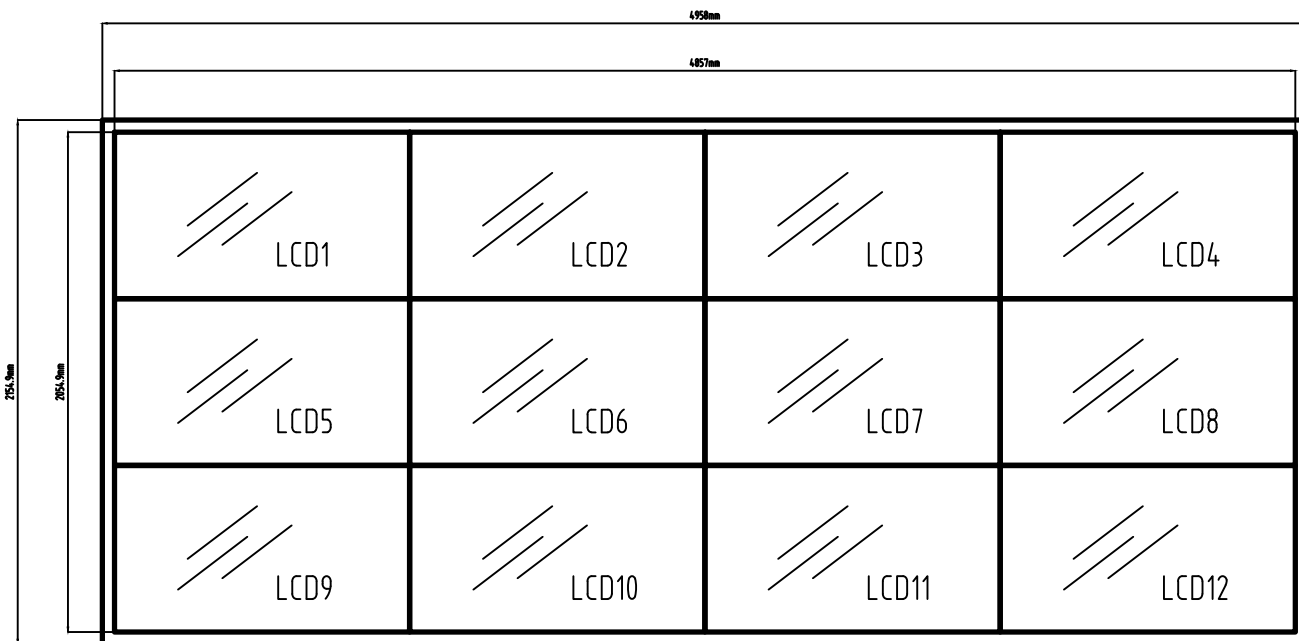 4958mm
4857mm
LCD1 LCD2 LCD3 LCD4
2154.9mm
2054.9mm
LCD5 LCD6 LCD7 LCD8
LCD9 LCD10 LCD11 LCD12